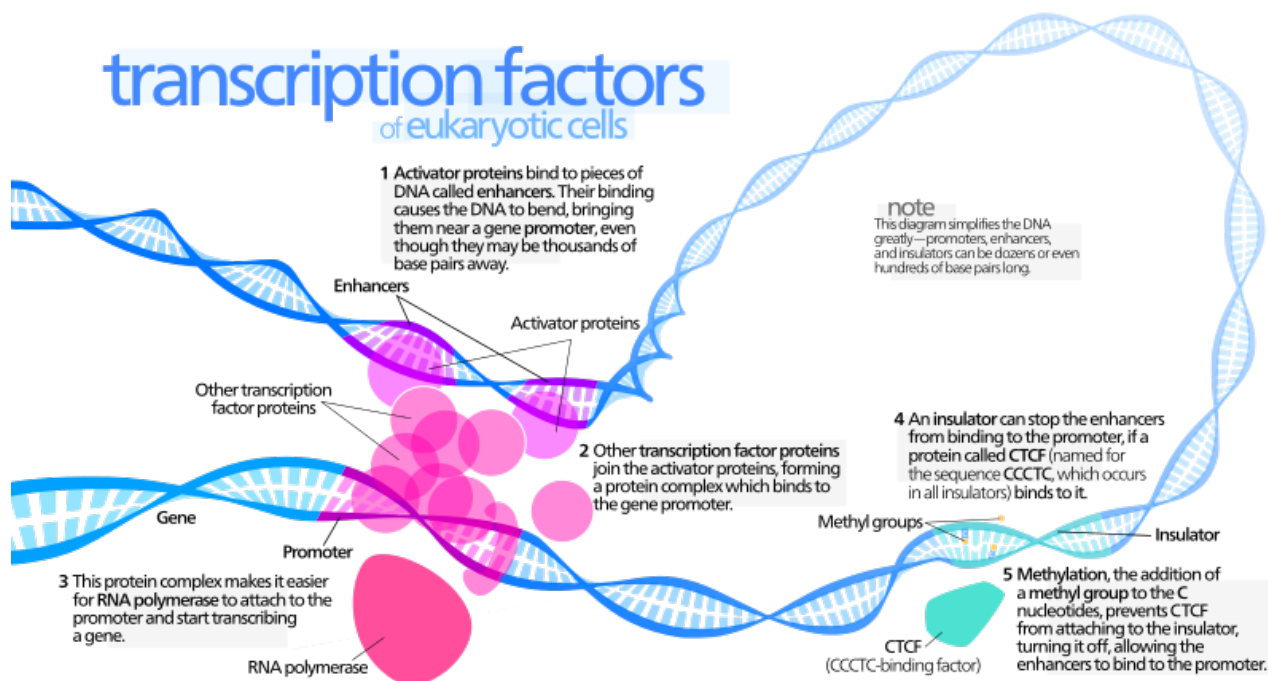 transcription factors
of eukaryotic cells
1 Activator proteins bind to pieces of
DNA called enhancers. Their binding
causes the DNA to bend, bringing
them near a gene promoter, even
though they may be thousands of
base pairs away.
note
This diagram simplifies the DNA
greatly—promoters, enhancers,
and insulators can be dozens or even
hundreds of base pairs long.
Enhancers
Activator proteins
Other transcription
factor proteins
2 Other transcription factor proteins
join the activator proteins, forming
a protein complex which binds to
the gene promoter.
4 An insulator can stop the enhancers
from binding to the promoter, if a
protein called CTCF (named for
the sequence CCCTC, which occurs
in all insulators) binds to it.
Gene
Promoter
Methyl groups
Insulator
3 This protein complex makes it easier
for RNA polymerase to attach to the
promoter and start transcribing
a gene.
RNA polymerase
5 Methylation, the addition of
a methyl group to the C
nucleotides, prevents CTCF
from attaching to the insulator,
turning it off, allowing the
enhancers to bind to the promoter.
CTCF
(CCCTC-binding factor)